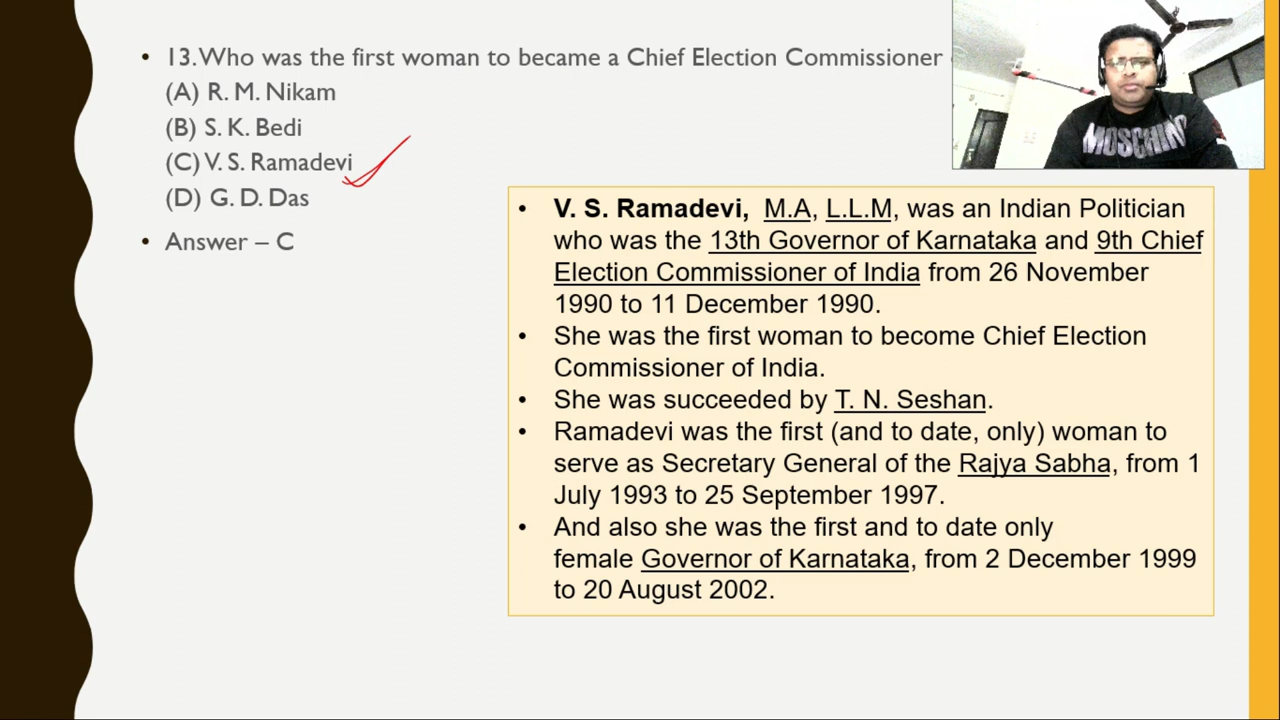 • 13. Who was the first woman to became a Chief Election Commissioner
(A) R. M. Nikam
(B) S. K. Bedi
(C) V. S. Ramadevi
(D) G. D. Das
• Answer – C
MOSCHINO
• V. S. Ramadevi, M.A, L.L.M, was an Indian Politician
who was the 13th Governor of Karnataka and 9th Chief
Election Commissioner of India from 26 November
1990 to 11 December 1990.
• She was the first woman to become Chief Election
Commissioner of India.
• She was succeeded by T. N. Seshan.
• Ramadevi was the first (and to date, only) woman to
serve as Secretary General of the Rajya Sabha, from 1
July 1993 to 25 September 1997.
• And also she was the first and to date only
female Governor of Karnataka, from 2 December 1999
to 20 August 2002.